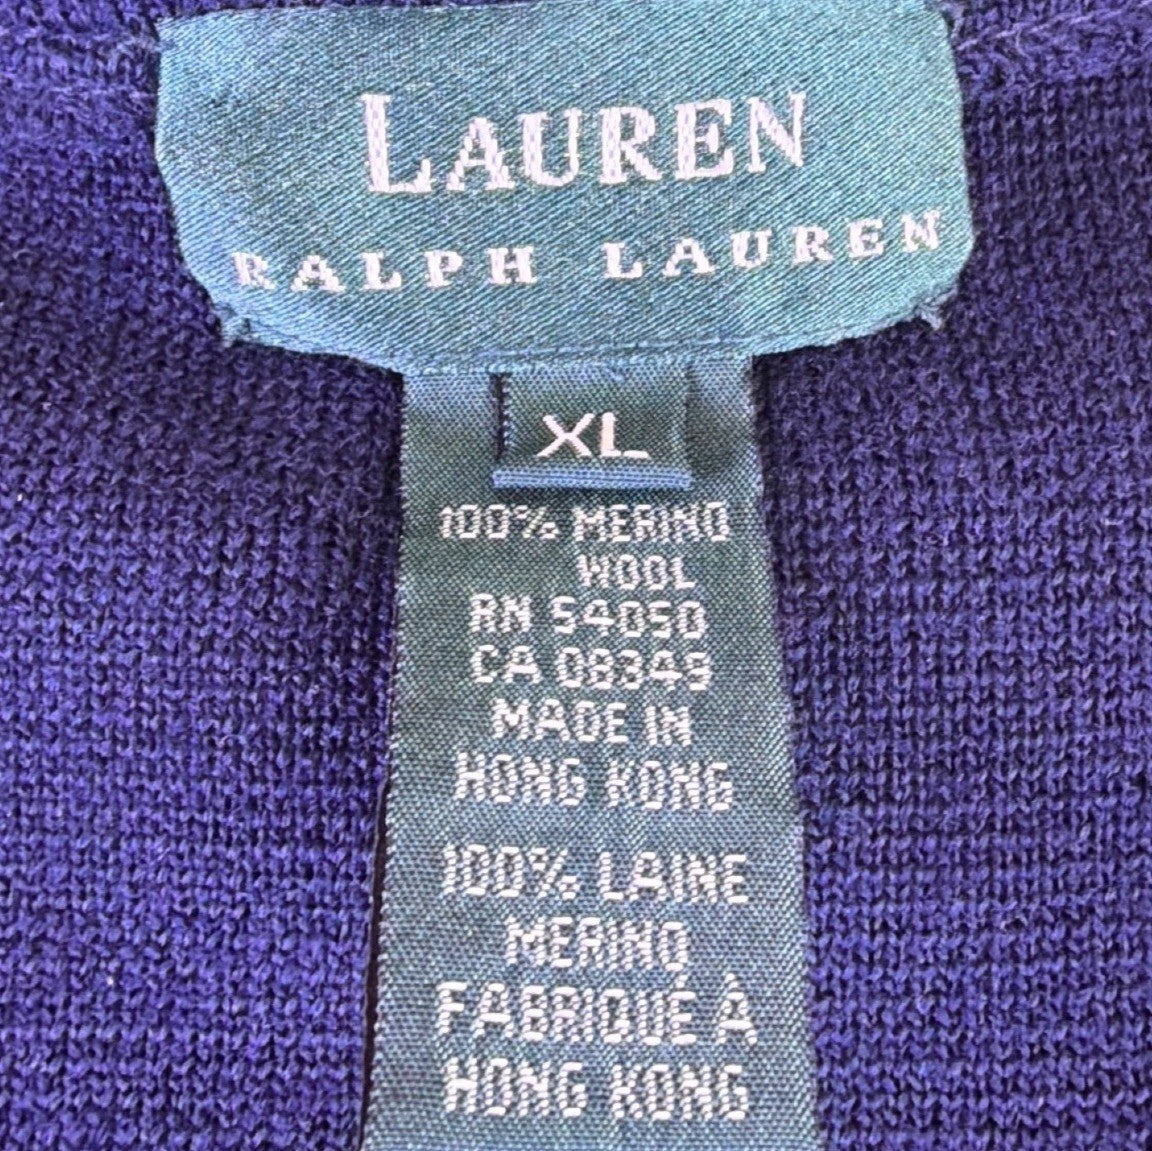 LAUREN
RALPH LAUREN
XL
100% MERINO
WOOL
RN 54050
CA 08349
MADE IN
HONG KONG
100% LAINE
MERINO
FABRIQUÉ À
HONG KONG